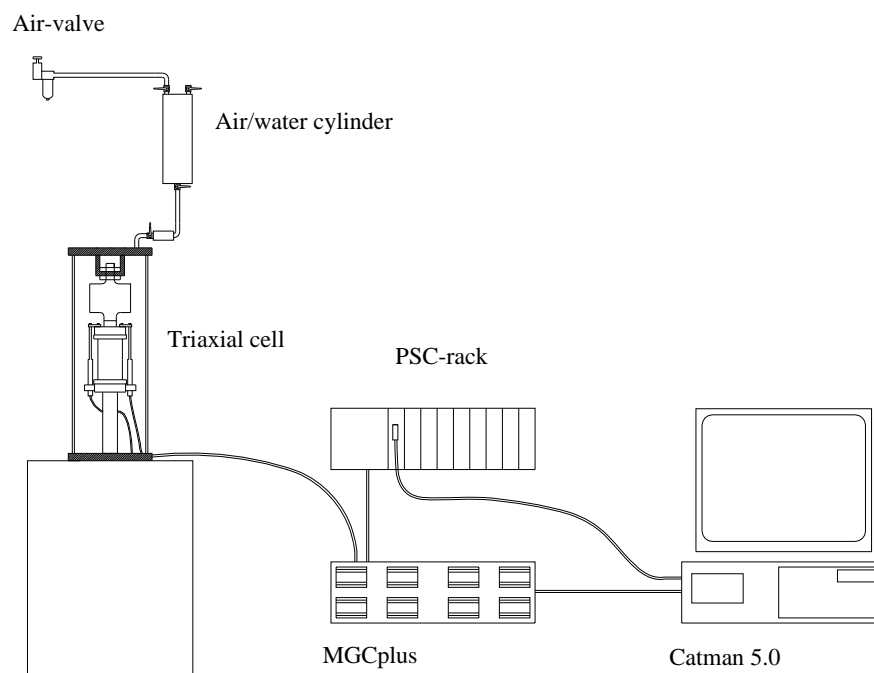 Air-valve
Air/water cylinder
Triaxial cell
PSC-rack
MGCplus
Catman 5.0